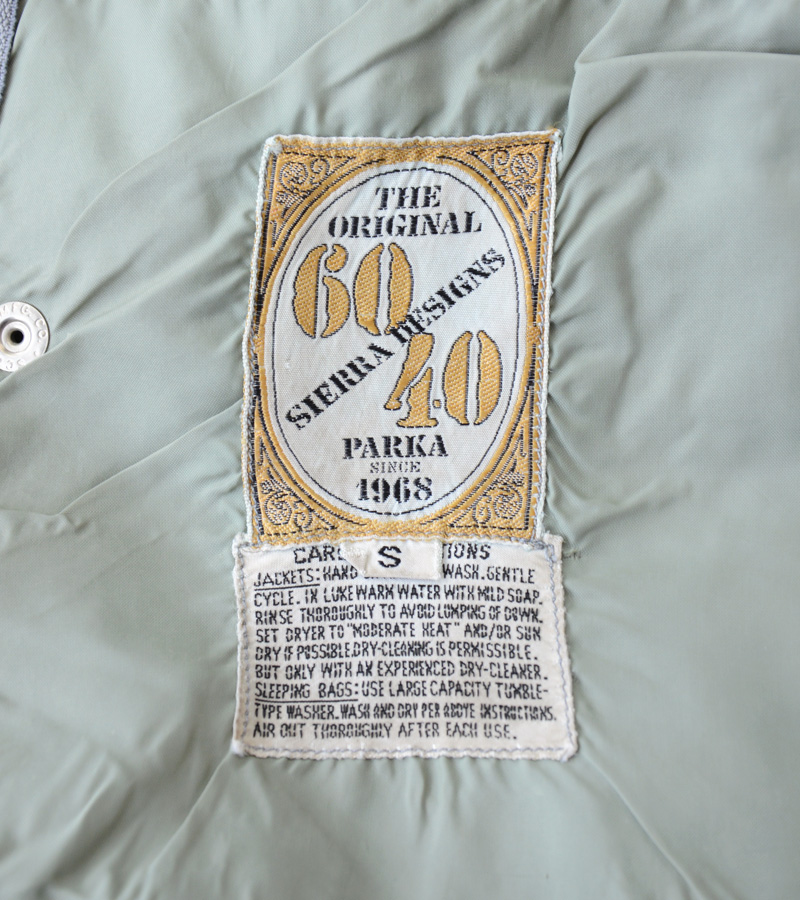 THE
ORIGINAL
60
SIERRA DESIGNS
40
PARKA
SINCE
1968
S
JACKETS: HAND WASH. GENTLE
CYCLE. IN LUKE WARM WATER WITH MILD SOAP.
RINSE THOROUGHLY TO AVOID LUMPING OF DOWN.
SET DRYER TO "MODERATE HEAT" AND/OR SUN
DRY IF POSSIBLE. DRY-CLEANING IS PERMISSIBLE.
BUT ONLY WITH AN EXPERIENCED DRY-CLEANER.
SLEEPING BAGS: USE LARGE CAPACITY TUMBLE-
TYPE WASHER. WASH AND DRY PER ABOVE INSTRUCTIONS.
AIR OUT THOROUGHLY AFTER EACH USE.